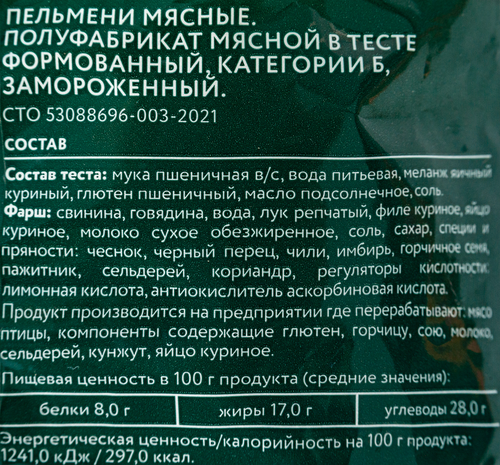 ПЕЛЬМЕНИ МЯСНЫЕ.
ПОЛУФАБРИКАТ МЯСНОЙ В ТЕСТЕ
ФОРМОВАННЫЙ, КАТЕГОРИИ Б,
ЗАМОРОЖЕННЫЙ.
СТО 53088696-003-2021
СОСТАВ
Состав теста: мука пшеничная в/с, вода питьевая, меланж яичный
куриный, глютен пшеничный, масло подсолнечное, соль.
Фарш: свинина, говядина, вода, лук репчатый, филе куриное, яйцо
куриное, молоко сухое обезжиренное, соль, сахар, специи и
пряности: чеснок, черный перец, чили, имбирь, горчичное семя,
пажитник, сельдерей, кориандр, регуляторы кислотности:
лимонная кислота, антиокислитель аскорбиновая кислота.
Продукт производится на предприятии где перерабатывают: мясо
птицы, компоненты содержащие глютен, горчицу, сою, молоко,
сельдерей, кунжут, яйцо куриное.
Пищевая ценность в 100 г продукта (средние значения):
белки 8,0 г жиры 17,0 г углеводы 28,0 г
Энергетическая ценность/калорийность на 100 г продукта:
1241,0 кДж / 297,0 ккал.